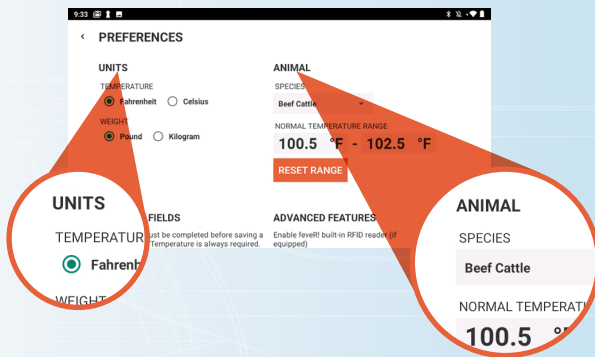 9:33
PREFERENCES
UNITS
TEMPERATURE
Fahrenheit Celsius
WEIGHT
Pound Kilogram
ANIMAL
SPECIES
Beef Cattle
NORMAL TEMPERATURE RANGE
100.5 °F - 102.5 °F
RESET RANGE
FIELDS
ust be completed before saving a
Temperature is always required.
ADVANCED FEATURES
Enable feveR! built-in RFID reader (if
equipped)
UNITS
TEMPERATUR
Fahrenh
WEIGHT
ANIMAL
SPECIES
Beef Cattle
NORMAL TEMPERATU
100.5 °F